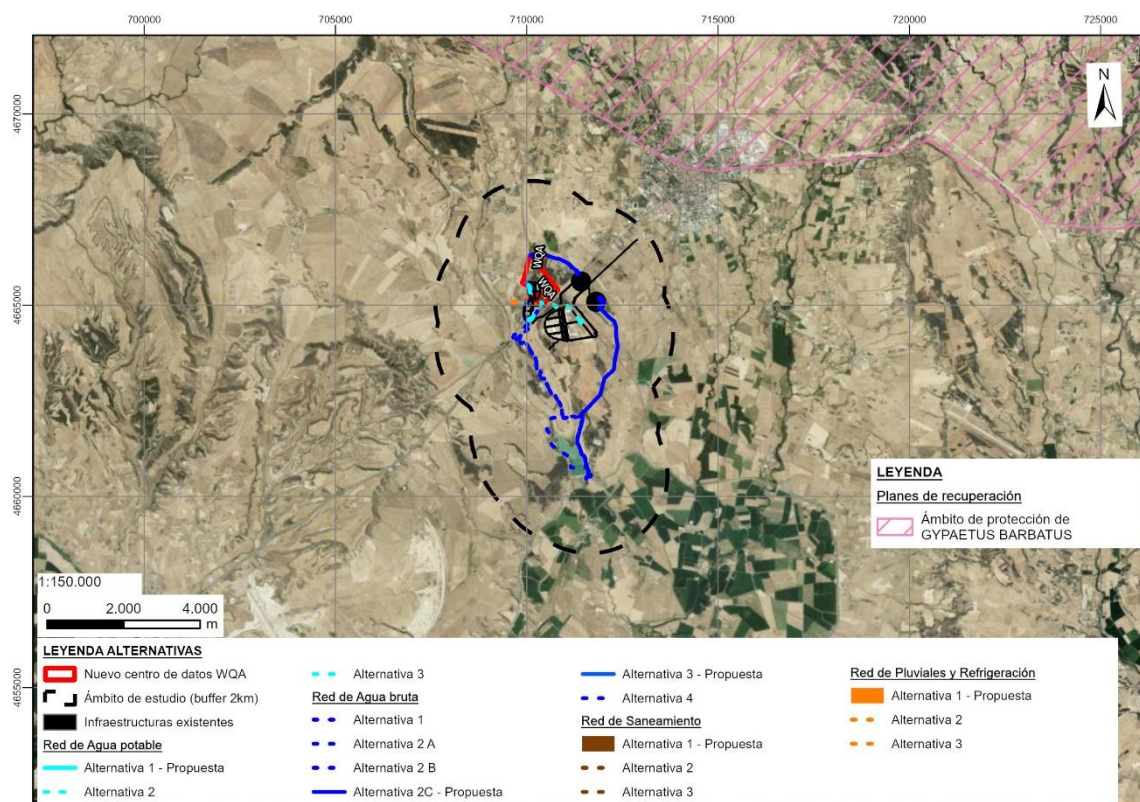 700000
705000
710000
715000
720000
725000
N
4670000
4665000
4660000
4655000
WQA
WQA
LEYENDA
Planes de recuperación
Ámbito de protección de
GYPAETUS BARBATUS
1:150.000
0 2.000 4.000
m
LEYENDA ALTERNATIVAS
Nuevo centro de datos WQA
Ámbito de estudio (buffer 2km)
Infraestructuras existentes
Red de Agua potable
Alternativa 1 - Propuesta
Alternativa 2
Alternativa 3
Red de Agua bruta
Alternativa 1
Alternativa 2 A
Alternativa 2 B
Alternativa 2C - Propuesta
Alternativa 3 - Propuesta
Alternativa 4
Red de Saneamiento
Alternativa 1 - Propuesta
Alternativa 2
Alternativa 3
Red de Pluviales y Refrigeración
Alternativa 1 - Propuesta
Alternativa 2
Alternativa 3